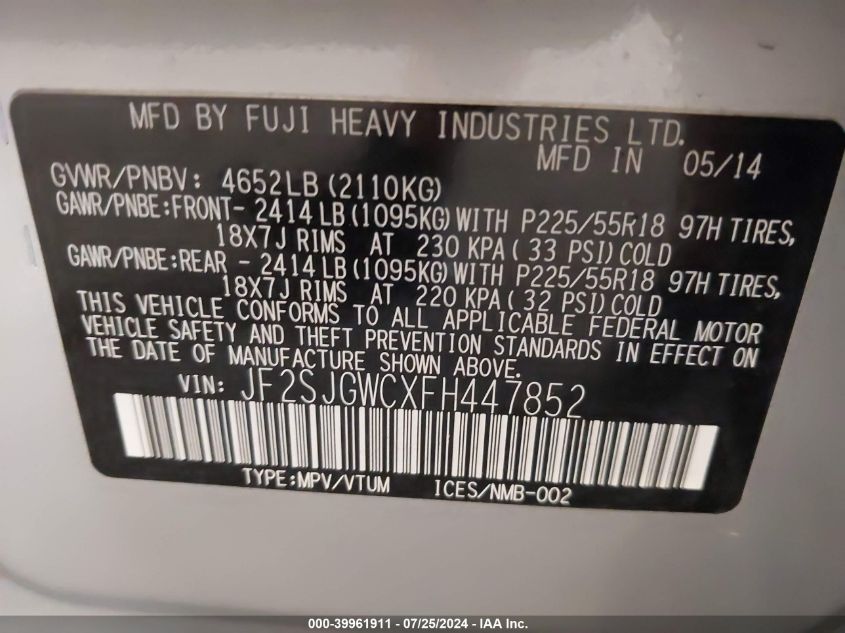 MFD BY FUJI HEAVY INDUSTRIES LTD.
MFD IN 05/14
GVWR/PNBV: 4652LB (2110KG)
GAWR/PNBE:FRONT- 2414 LB (1095KG) WITH P225/55R18 97H TIRES,
18X7J RIMS AT 230 KPA ( 33 PSI) COLD
GAWR/PNBE:REAR - 2414 LB (1095KG) WITH P225/55R18 97H TIRES,
18X7J RIMS AT 220 KPA ( 32 PSI) COLD
THIS VEHICLE CONFORMS TO ALL APPLICABLE FEDERAL MOTOR
VEHICLE SAFETY AND THEFT PREVENTION STANDARDS IN EFFECT ON
THE DATE OF MANUFACTURE SHOWN ABOVE.
VIN: JF2SJGWCXFH447852
TYPE:MPV/VTUM ICES/NMB-002
000-39961911 - 07/25/2024 - IAA Inc.